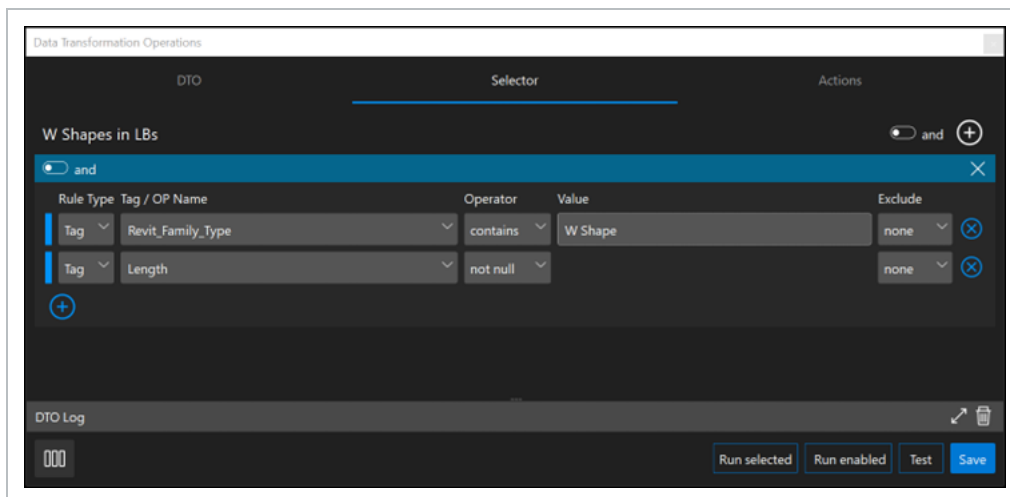 Data Transformation Operations
DTO Selector Actions
W Shapes in LBs and
and
Rule Type Tag / OP Name Operator Value Exclude
Tag Revit_Family_Type contains W Shape none
Tag Length not null none
DTO Log
Run selected Run enabled Test Save